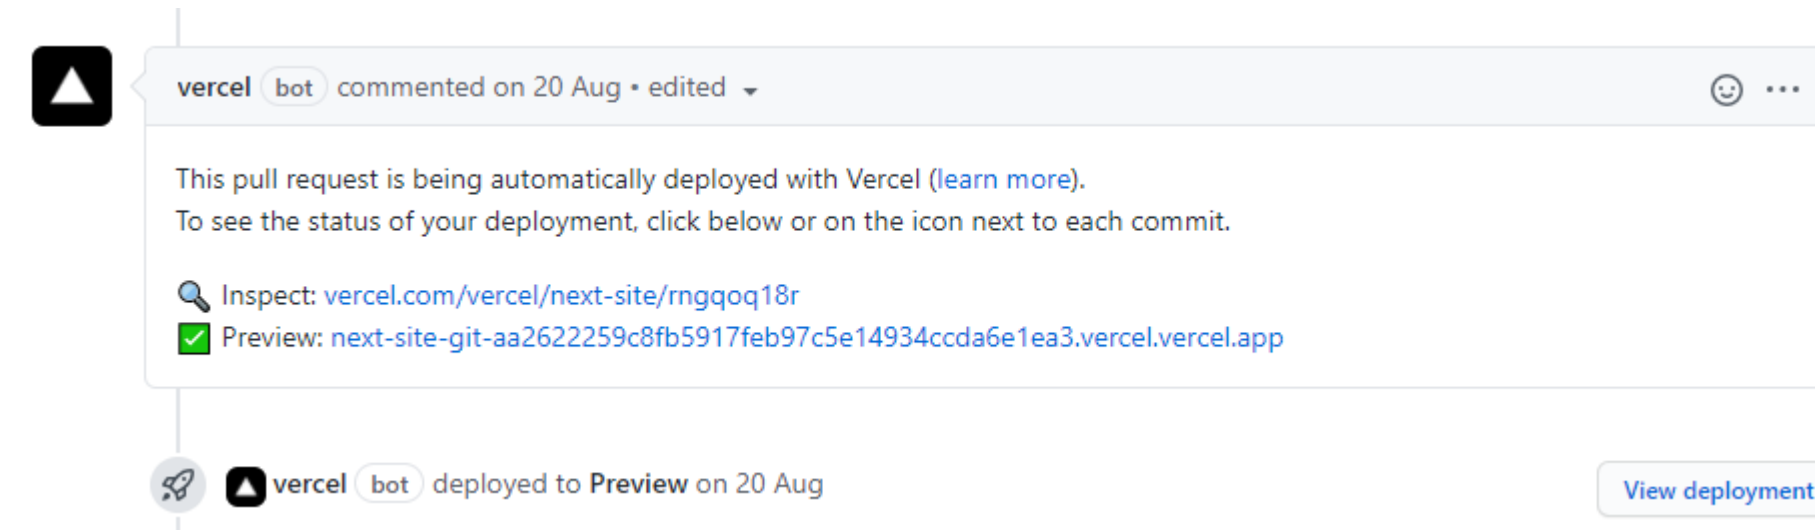 vercel bot commented on 20 Aug • edited
This pull request is being automatically deployed with Vercel (learn more).
To see the status of your deployment, click below or on the icon next to each commit.
Inspect: vercel.com/vercel/next-site/rngqoq18r
Preview: next-site-git-aa2622259c8fb5917feb97c5e14934ccda6e1ea3.vercel.vercel.app
vercel bot deployed to Preview on 20 Aug
View deployment